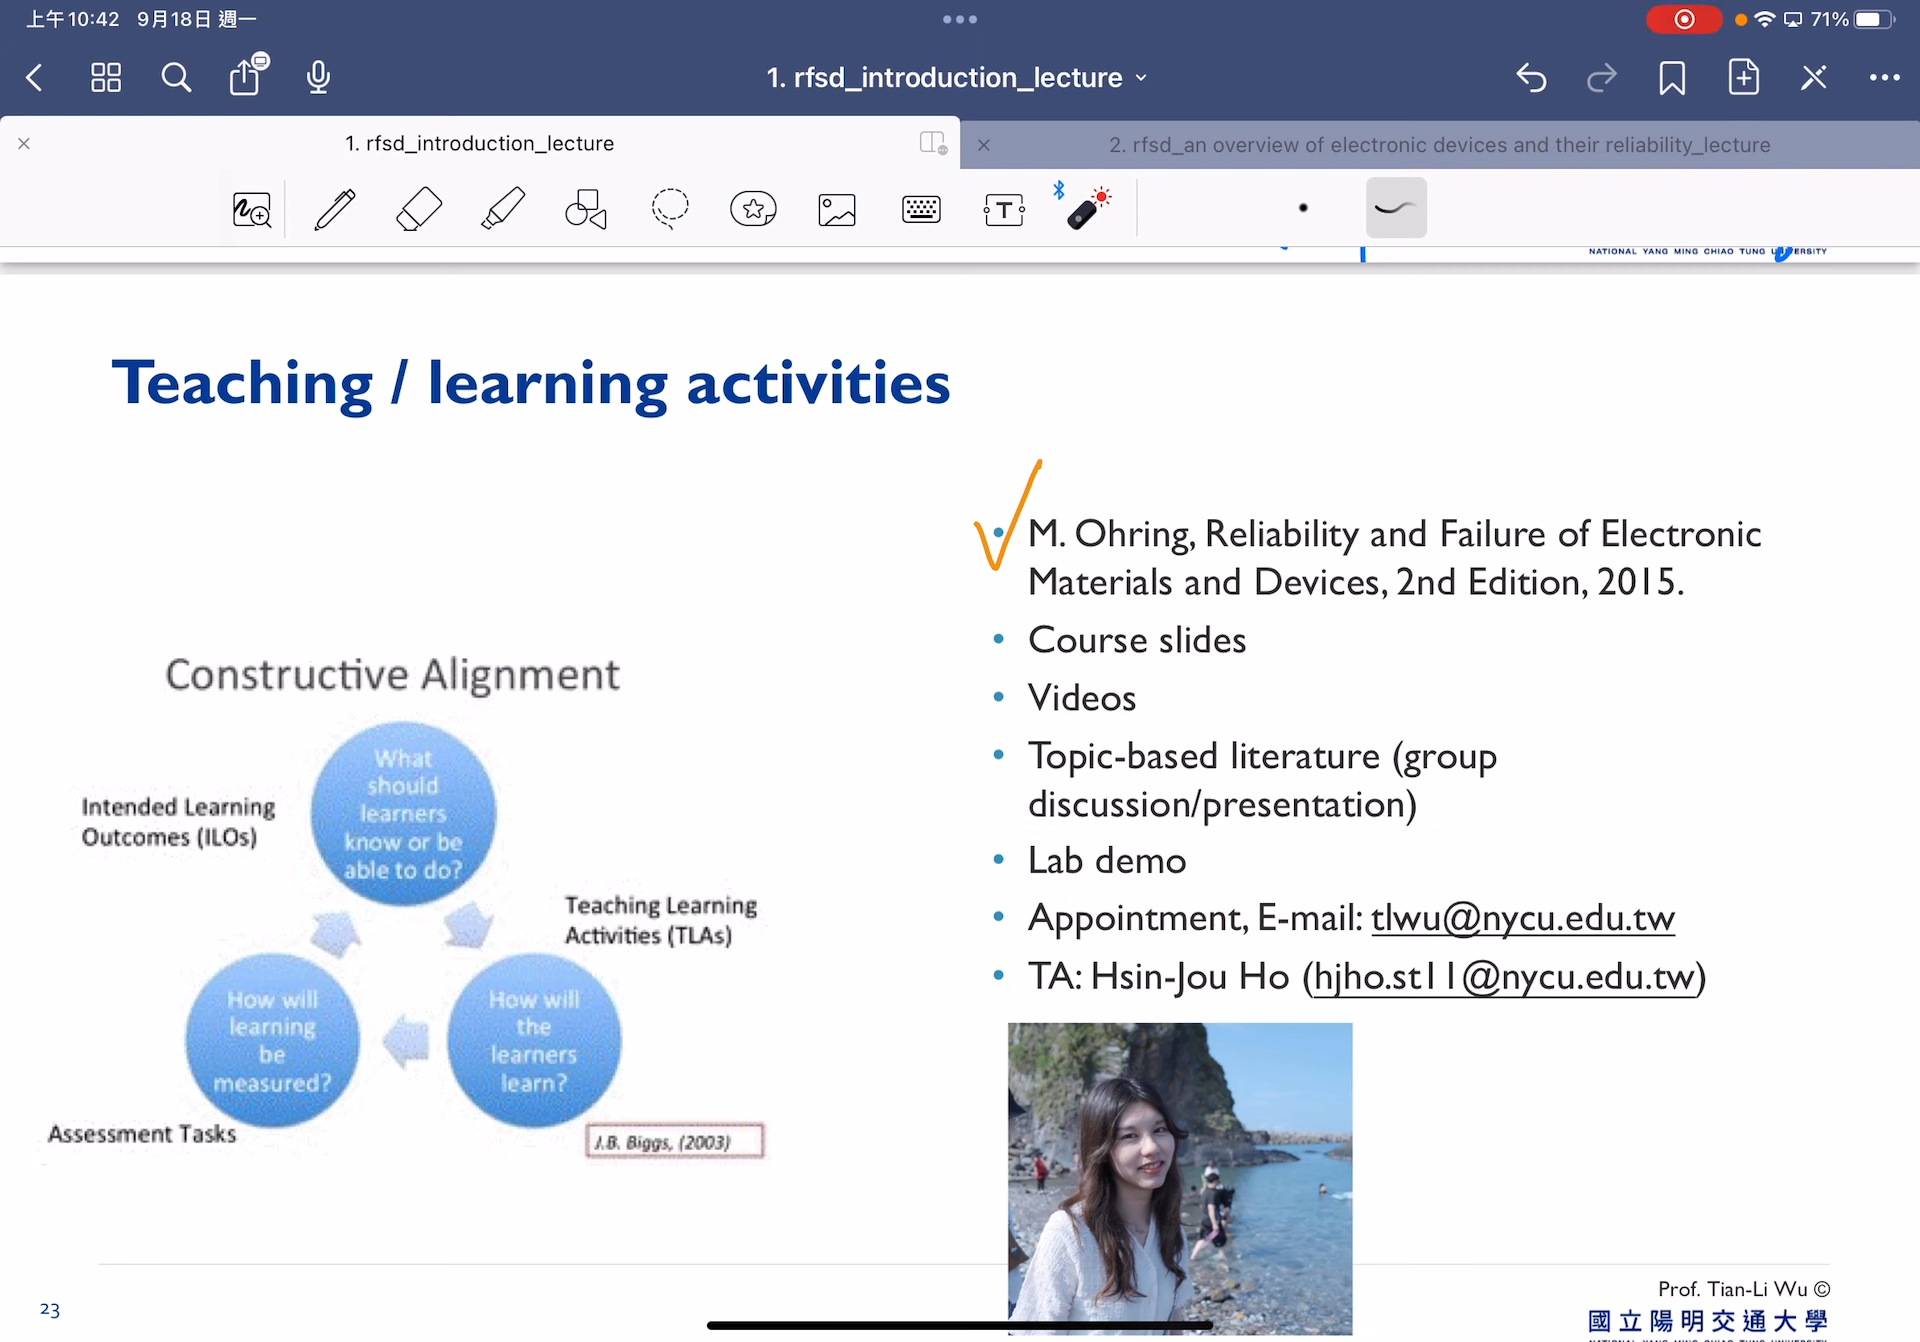 上午10:42 9月18日 週一
71%
1. rfsd_introduction_lecture
1. rfsd_introduction_lecture
2. rfsd_an overview of electronic devices and their reliability_lecture
T
NATIONAL YANG MING CHIAO TUNG UNIVERSITY
Teaching / learning activities
• M. Ohring, Reliability and Failure of Electronic
Materials and Devices, 2nd Edition, 2015.
• Course slides
• Videos
• Topic-based literature (group
discussion/presentation)
• Lab demo
• Appointment, E-mail: tlwu@nycu.edu.tw
• TA: Hsin-Jou Ho (hjho.st11@nycu.edu.tw)
Constructive Alignment
What
should
learners
know or be
able to do?
Intended Learning
Outcomes (ILOs)
Teaching Learning
Activities (TLAs)
How will
the
learners
learn?
How will
learning
be
measured?
Assessment Tasks
J.B. Biggs, (2003)
23
Prof. Tian-Li Wu ©
國立陽明交通大學
NATIONAL YANG MING CHIAO TUNG UNIVERSITY